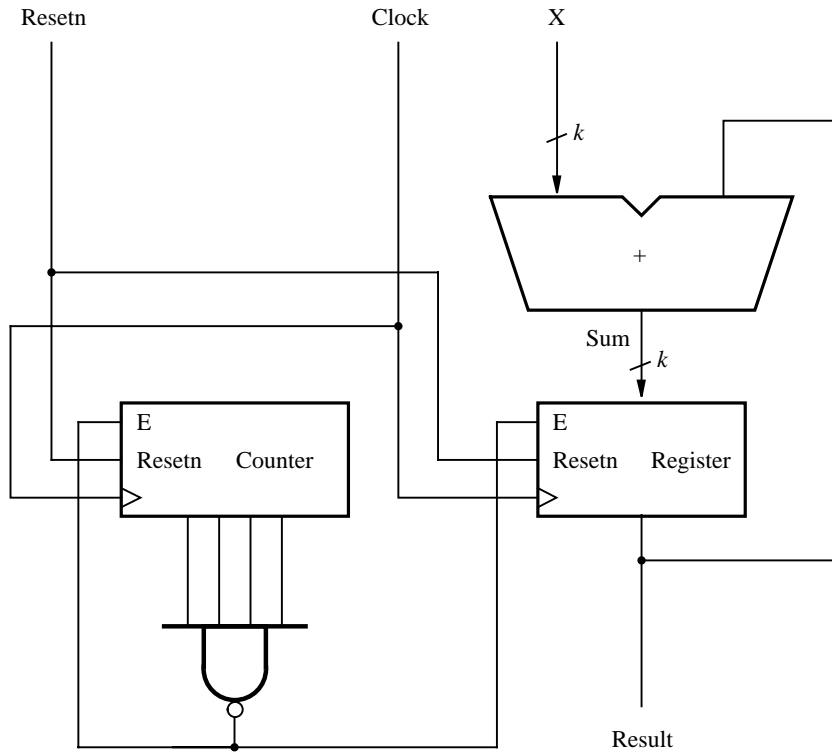 Resetn Clock X
k
+
Sum
k
E
Resetn Counter
E
Resetn Register
Result